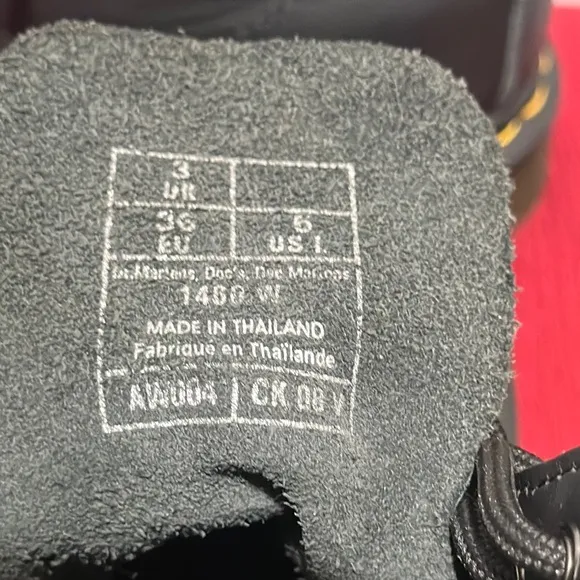 3
UK
36 6
EU US L
Dr.Martens, Doc's, Doc Martens
1460 W
MADE IN THAILAND
Fabriqué en Thaïlande
AW004 CK 08 V